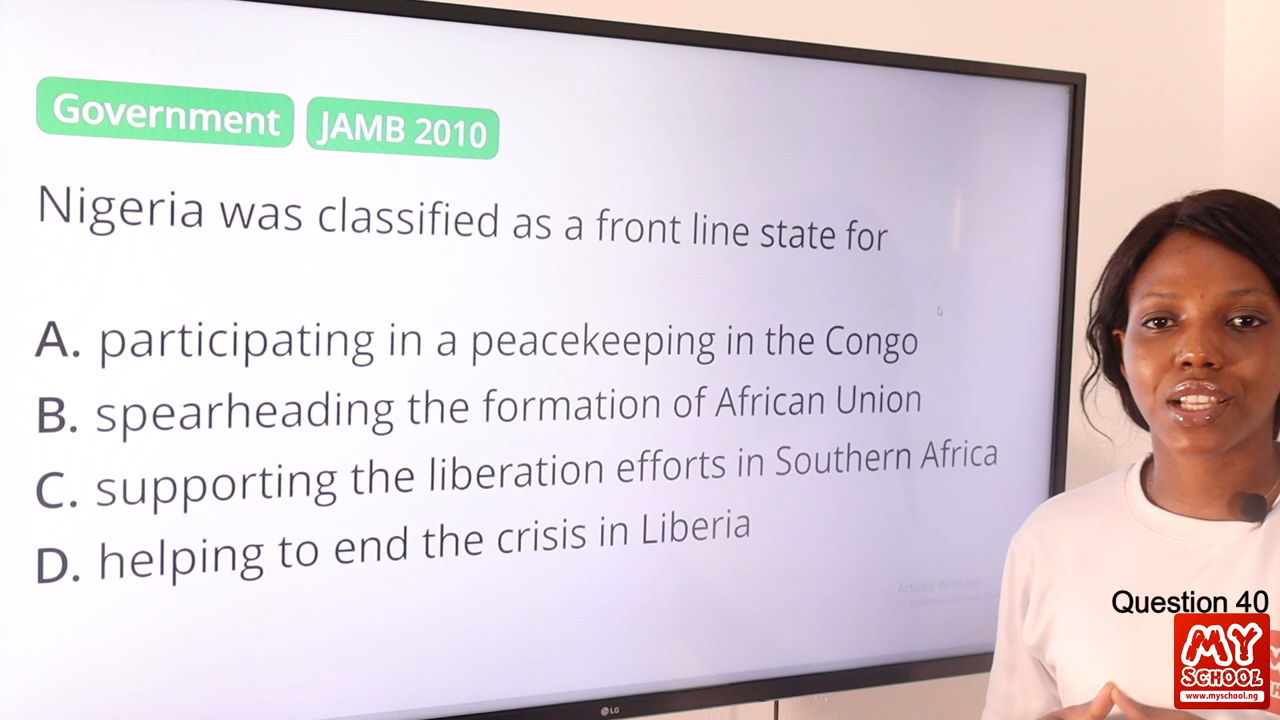 Government JAMB 2010
Nigeria was classified as a front line state for
A. participating in a peacekeeping in the Congo
B. spearheading the formation of African Union
C. supporting the liberation efforts in Southern Africa
D. helping to end the crisis in Liberia
Activate Windows
LG
Question 40
MY
SCHOOL
www.myschool.ng